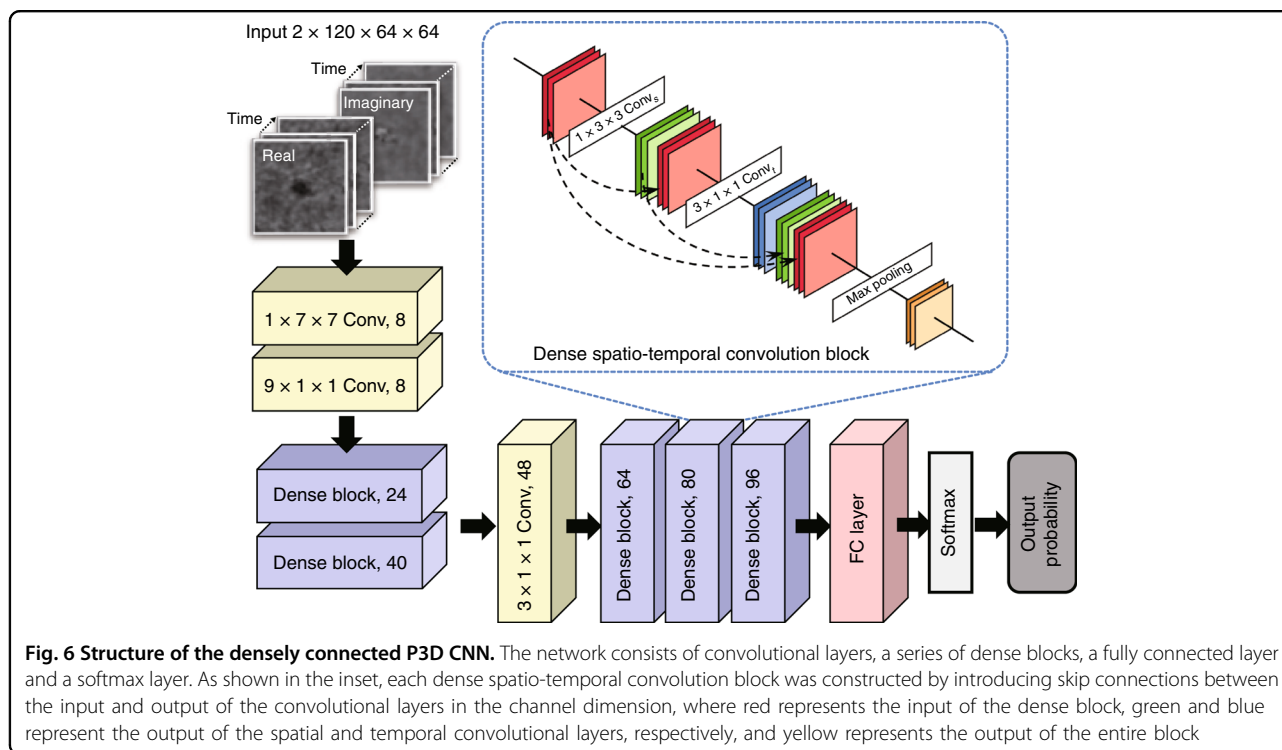 Input 2 × 120 × 64 × 64
Time
Imaginary
Time
Real
1 × 7 × 7 Conv, 8
9 × 1 × 1 Conv, 8
Dense block, 24
Dense block, 40
3 × 1 × 1 Conv, 48
Dense block, 64
Dense block, 80
Dense block, 96
FC layer
Softmax
Output
probability
1 × 3 × 3 Convₛ
3 × 1 × 1 Convₜ
Max pooling
Dense spatio-temporal convolution block
Fig. 6 Structure of the densely connected P3D CNN. The network consists of convolutional layers, a series of dense blocks, a fully connected layer
and a softmax layer. As shown in the inset, each dense spatio-temporal convolution block was constructed by introducing skip connections between
the input and output of the convolutional layers in the channel dimension, where red represents the input of the dense block, green and blue
represent the output of the spatial and temporal convolutional layers, respectively, and yellow represents the output of the entire block